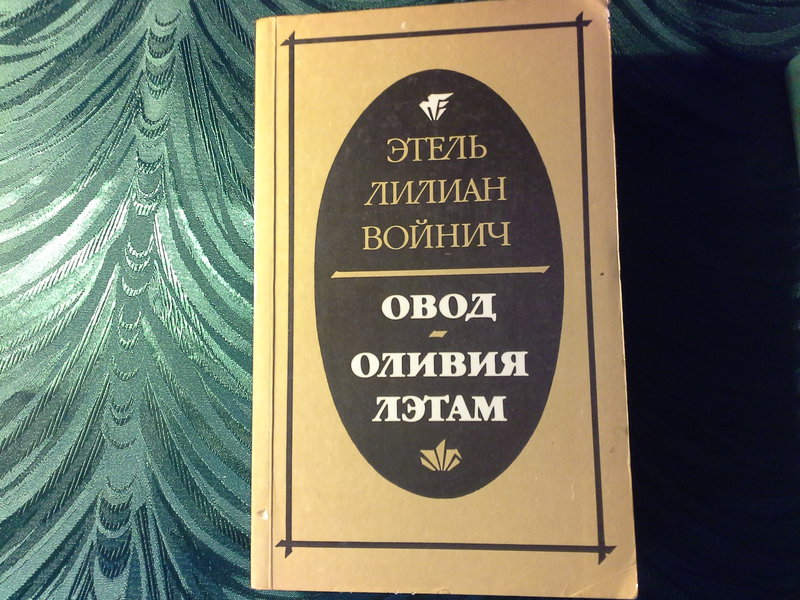 ЭТЕЛЬ
ЛИЛИАН
ВОЙНИЧ
ОВОД
-
ОЛИВИЯ
ЛЭТАМ